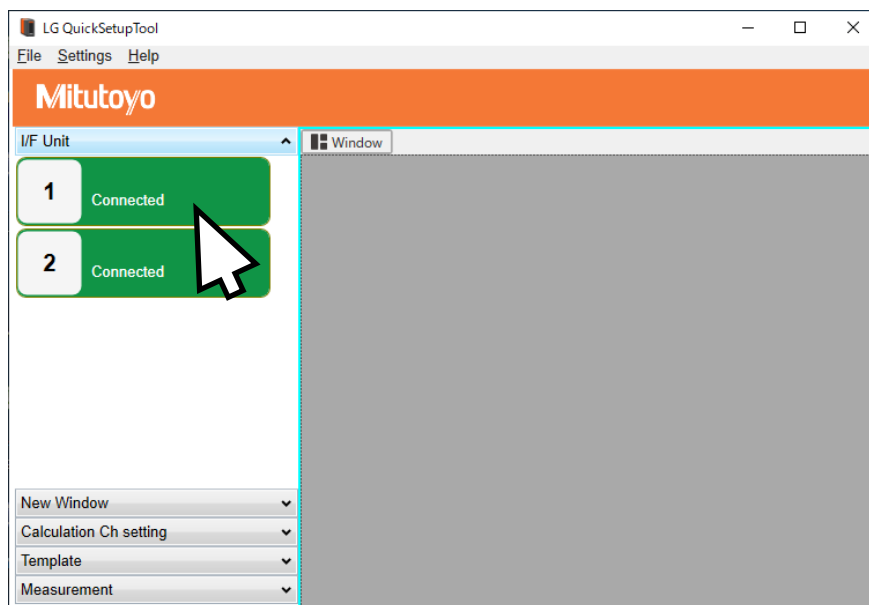 LG QuickSetupTool
File Settings Help
Mitutoyo
I/F Unit
Window
1 Connected
2 Connected
New Window
Calculation Ch setting
Template
Measurement